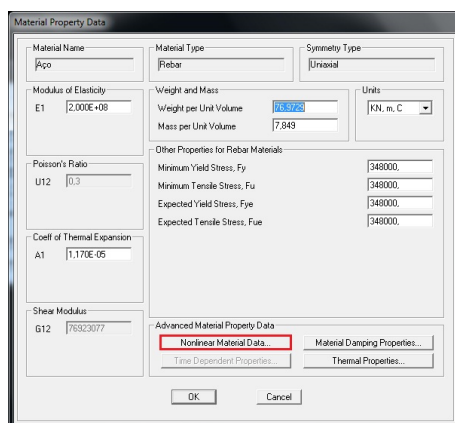 Material Property Data
Material Name
Aço
Material Type
Rebar
Symmetry Type
Uniaxial
Modulus of Elasticity
E1 2,000E+08
Weight and Mass
Weight per Unit Volume 76,9729
Mass per Unit Volume 7,849
Units
KN, m, C
Poisson's Ratio
U12 0,3
Other Properties for Rebar Materials
Minimum Yield Stress, Fy 348000,
Minimum Tensile Stress, Fu 348000,
Expected Yield Stress, Fye 348000,
Expected Tensile Stress, Fue 348000,
Coeff of Thermal Expansion
A1 1,170E-05
Shear Modulus
G12 76923077
Advanced Material Property Data
Nonlinear Material Data... Material Damping Properties...
Time Dependent Properties... Thermal Properties...
OK Cancel